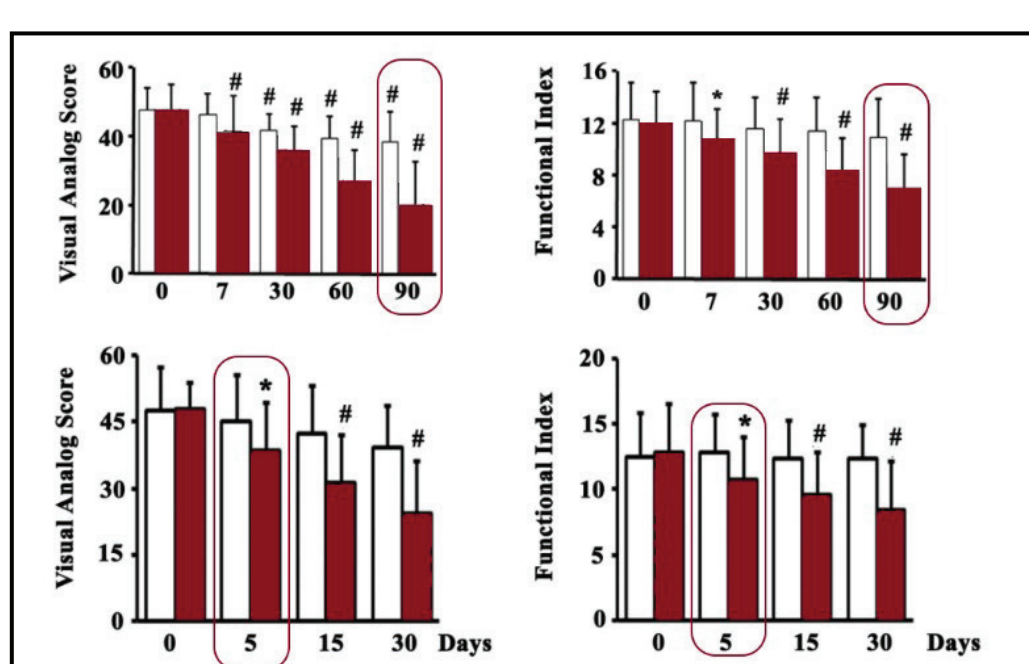 Visual Analog Score
60
40
20
0
# # # # # # #
0 7 30 60 90
Functional Index
16
12
8
4
0
* # # #
0 7 30 60 90
Visual Analog Score
60
45
30
15
0
* # #
0 5 15 30 Days
Functional Index
20
15
10
5
0
* # #
0 5 15 30 Days